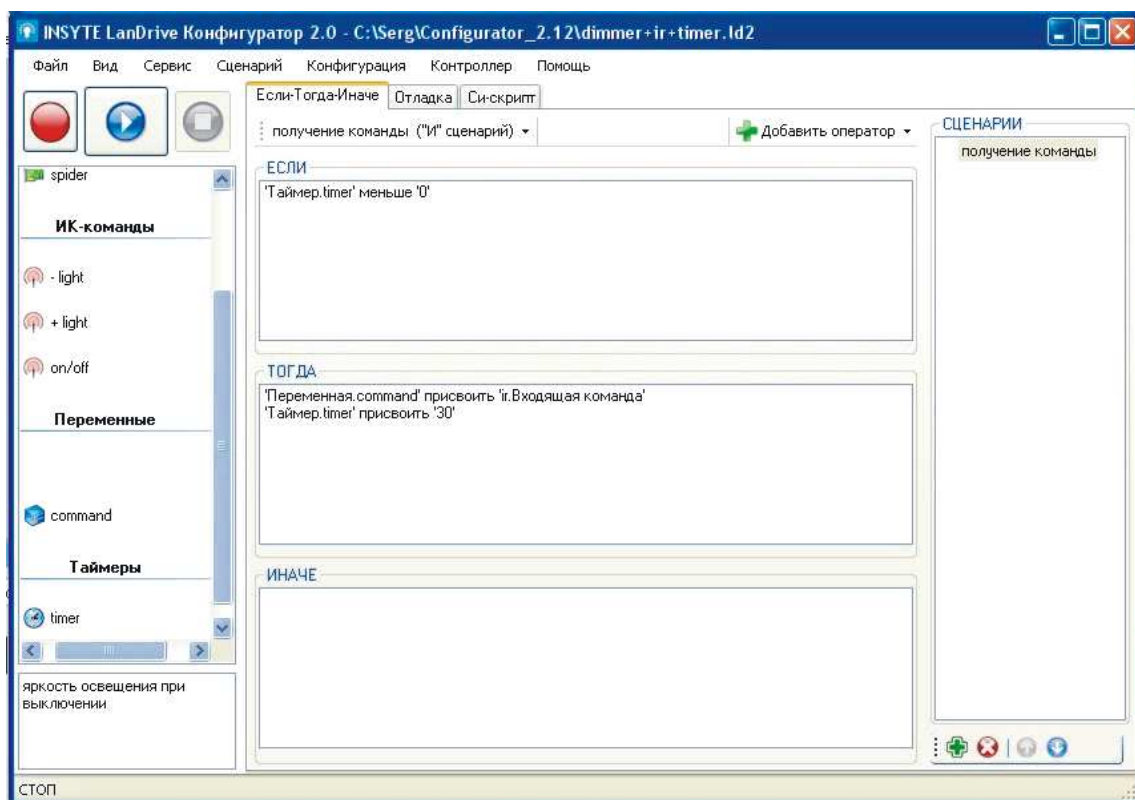 INSYTE LanDrive Конфигуратор 2.0 - C:\Serg\Configurator_2.12\dimmer+ir+timer.ld2
Файл Вид Сервис Сценарий Конфигурация Контроллер Помощь
Если-Тогда-Иначе Отладка Си-скрипт
получение команды ("И" сценарий) Добавить оператор
spider
ИК-команды
- light
+ light
on/off
Переменные
command
Таймеры
timer
яркость освещения при
выключении
ЕСЛИ
'Таймер.timer' меньше '0'
ТОГДА
'Переменная.command' присвоить 'ir.Входящая команда'
'Таймер.timer' присвоить '30'
ИНАЧЕ
СЦЕНАРИИ
получение команды
СТОП